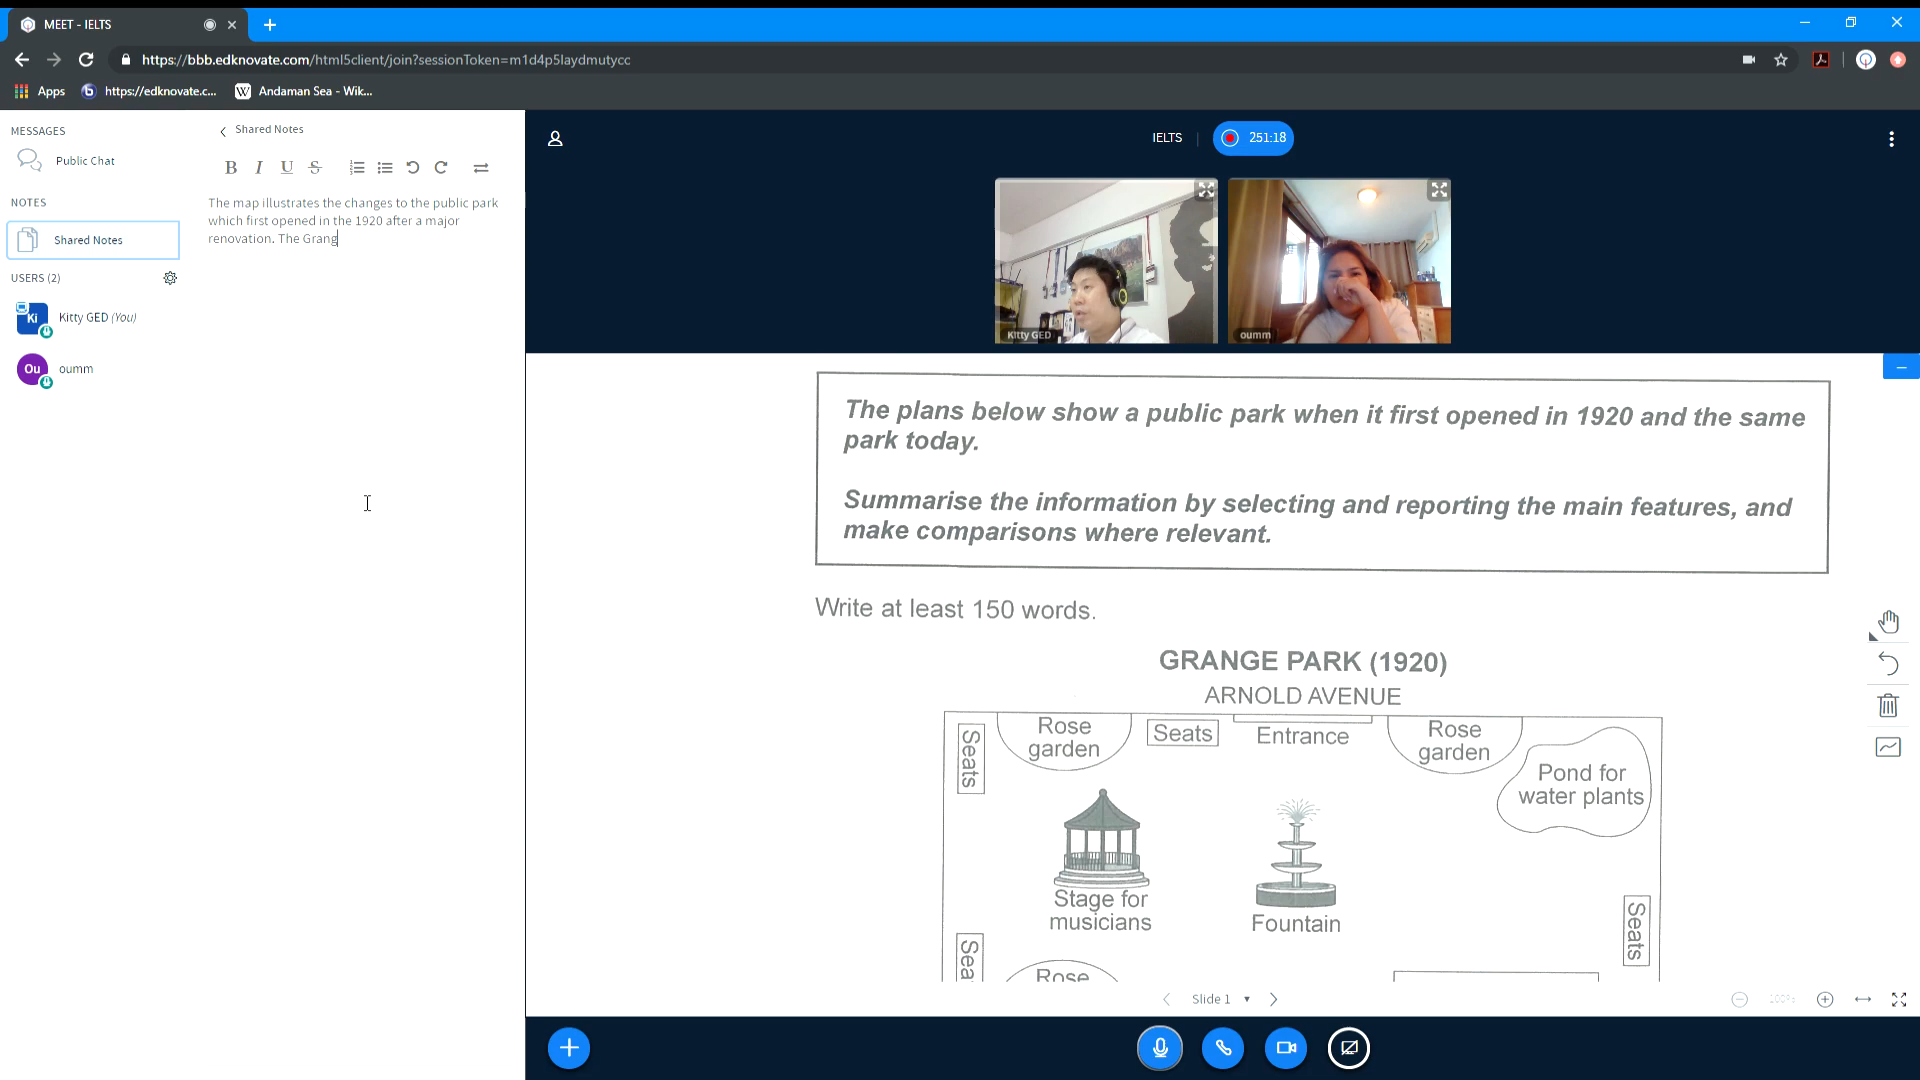 MEET - IELTS
https://bbb.edknovate.com/html5client/join?sessionToken=m1d4p5laydmutycc
Apps
https://edknovate.c...
W
Andaman Sea - Wik...
MESSAGES
Public Chat
NOTES
Shared Notes
USERS (2)
Ki
Kitty GED (You)
Ou
oumm
Shared Notes
B I U S
The map illustrates the changes to the public park
which first opened in the 1920 after a major
renovation. The Grang
IELTS
251:18
Kitty GED
oumm
The plans below show a public park when it first opened in 1920 and the same
park today.
Summarise the information by selecting and reporting the main features, and
make comparisons where relevant.
Write at least 150 words.
GRANGE PARK (1920)
ARNOLD AVENUE
Seats
Rose
garden
Seats
Entrance
Rose
garden
Pond for
water plants
Stage for
musicians
Fountain
Seats
Sea
Rose
Slide 1
100%